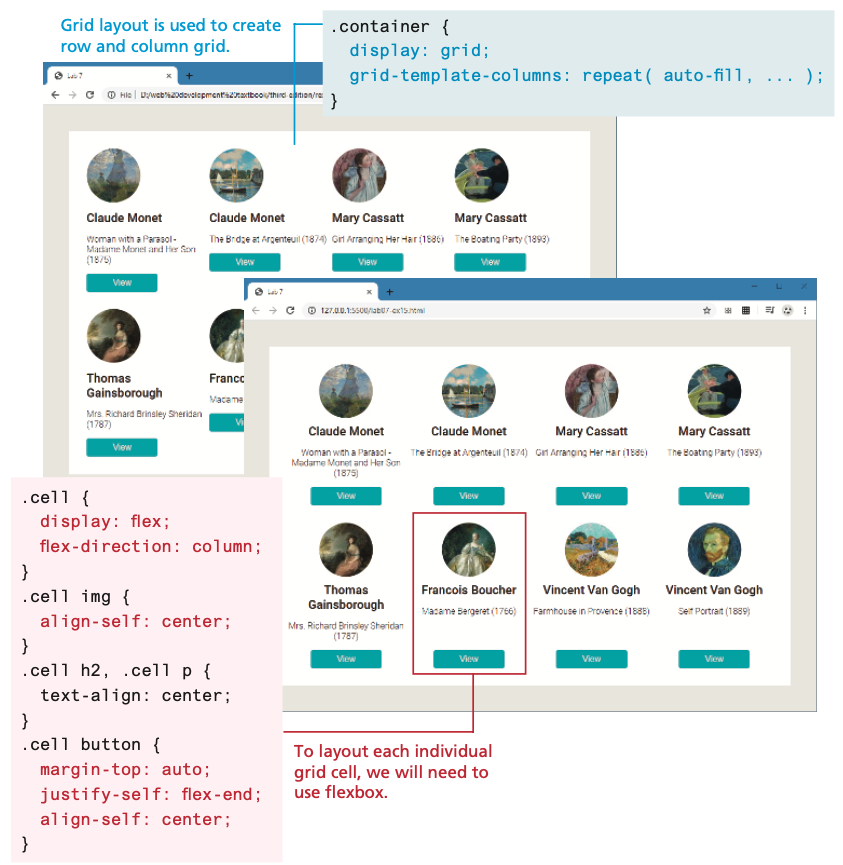 Grid layout is used to create
row and column grid.
.container {
display: grid;
grid-template-columns: repeat( auto-fill, ... );
}
Lab 7
File | D:/web%20development%20textbook/third-edition/re
Claude Monet
Claude Monet
Mary Cassatt
Mary Cassatt
Woman with a Parasol -
Madame Monet and Her Son
(1875)
The Bridge at Argenteuil (1874)
Girl Arranging Her Hair (1886)
The Boating Party (1893)
View
View
View
View
Thomas
Gainsborough
Franco
Mrs. Richard Brinsley Sheridan
(1787)
Madame
View
Vi
Lab 7
127.0.0.1:5500/lab07-ex15.html
Claude Monet
Claude Monet
Mary Cassatt
Mary Cassatt
Woman with a Parasol -
Madame Monet and Her Son
(1875)
The Bridge at Argenteuil (1874)
Girl Arranging Her Hair (1886)
The Boating Party (1893)
View
View
View
View
Thomas
Gainsborough
Francois Boucher
Vincent Van Gogh
Vincent Van Gogh
Mrs. Richard Brinsley Sheridan
(1787)
Madame Bergeret (1766)
Farmhouse in Provence (1888)
Self Portrait (1889)
View
View
View
View
.cell {
display: flex;
flex-direction: column;
}
.cell img {
align-self: center;
}
.cell h2, .cell p {
text-align: center;
}
.cell button {
margin-top: auto;
justify-self: flex-end;
align-self: center;
}
To layout each individual
grid cell, we will need to
use flexbox.